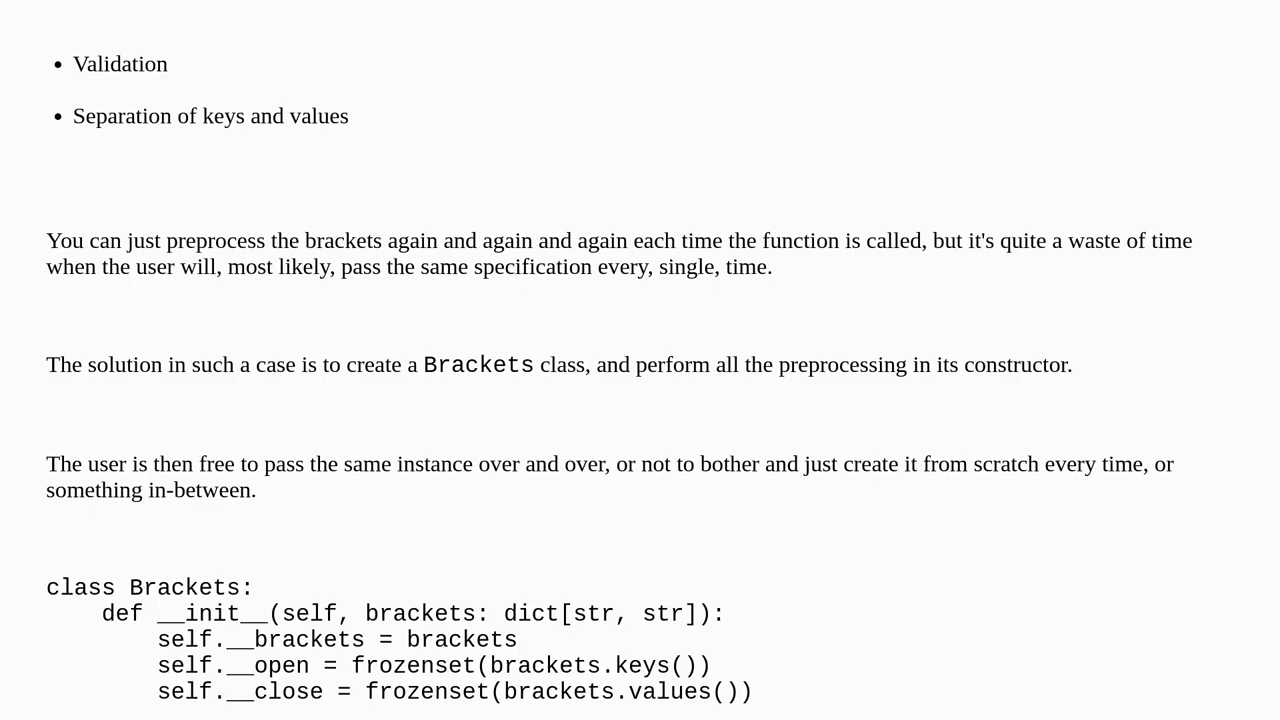 • Validation
• Separation of keys and values
You can just preprocess the brackets again and again and again each time the function is called, but it's quite a waste of time
when the user will, most likely, pass the same specification every, single, time.
The solution in such a case is to create a Brackets class, and perform all the preprocessing in its constructor.
The user is then free to pass the same instance over and over, or not to bother and just create it from scratch every time, or
something in-between.
class Brackets:
    def __init__(self, brackets: dict[str, str]):
        self.__brackets = brackets
        self.__open = frozenset(brackets.keys())
        self.__close = frozenset(brackets.values())